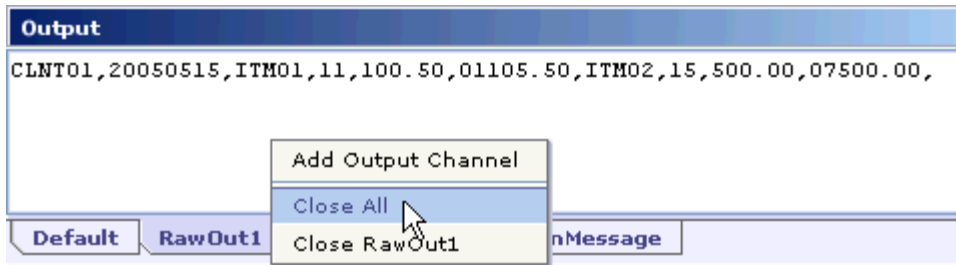 Output
CLNT01,20050515,ITM01,11,100.50,01105.50,ITM02,15,500.00,07500.00,
Add Output Channel
Close All
Close RawOut1
Default RawOut1 nMessage